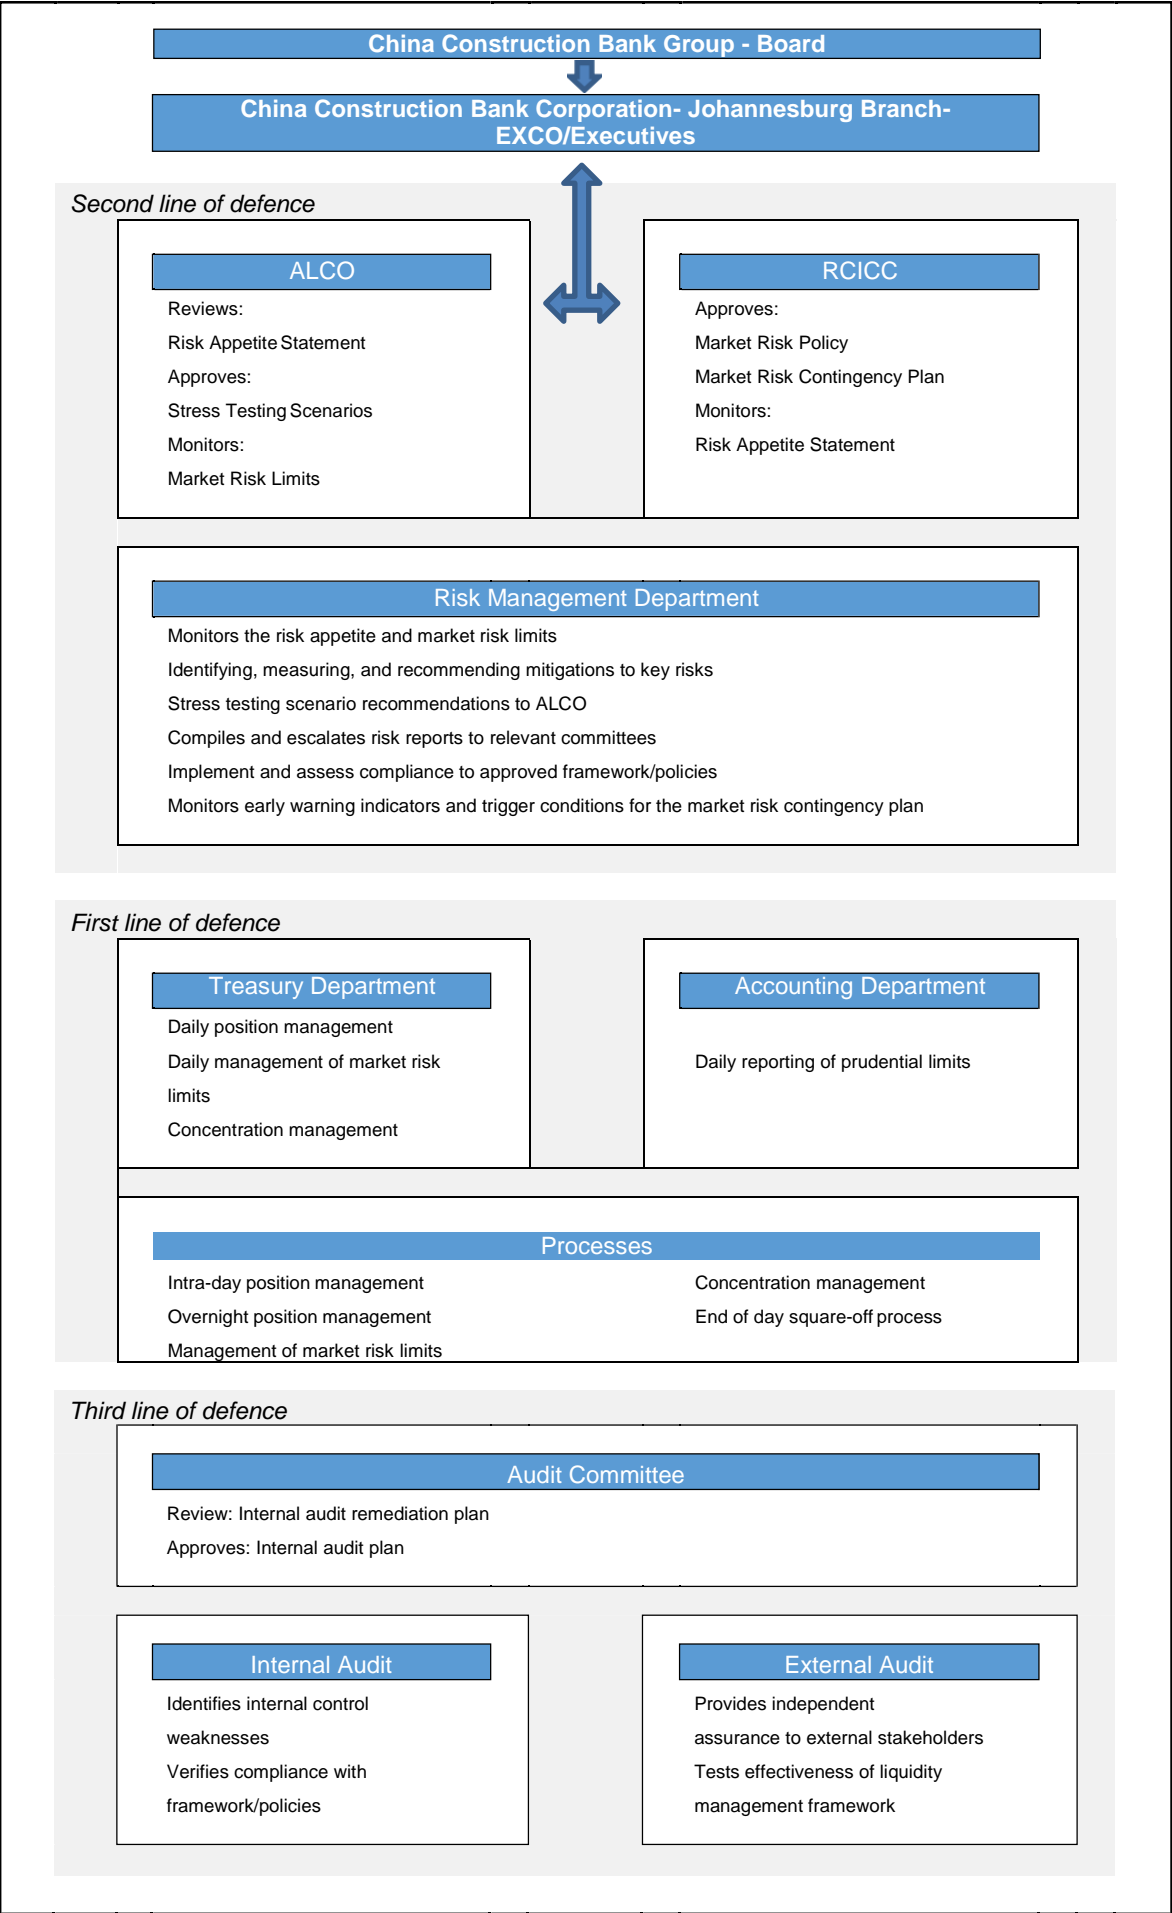 China Construction Bank Group - Board
China Construction Bank Corporation- Johannesburg Branch-
EXCO/Executives
Second line of defence
ALCO
Reviews:
Risk Appetite Statement
Approves:
Stress Testing Scenarios
Monitors:
Market Risk Limits
RCICC
Approves:
Market Risk Policy
Market Risk Contingency Plan
Monitors:
Risk Appetite Statement
Risk Management Department
Monitors the risk appetite and market risk limits
Identifying, measuring, and recommending mitigations to key risks
Stress testing scenario recommendations to ALCO
Compiles and escalates risk reports to relevant committees
Implement and assess compliance to approved framework/policies
Monitors early warning indicators and trigger conditions for the market risk contingency plan
First line of defence
Treasury Department
Daily position management
Daily management of market risk
limits
Concentration management
Accounting Department
Daily reporting of prudential limits
Processes
Intra-day position management
Overnight position management
Management of market risk limits
Concentration management
End of day square-off process
Third line of defence
Audit Committee
Review: Internal audit remediation plan
Approves: Internal audit plan
Internal Audit
Identifies internal control
weaknesses
Verifies compliance with
framework/policies
External Audit
Provides independent
assurance to external stakeholders
Tests effectiveness of liquidity
management framework